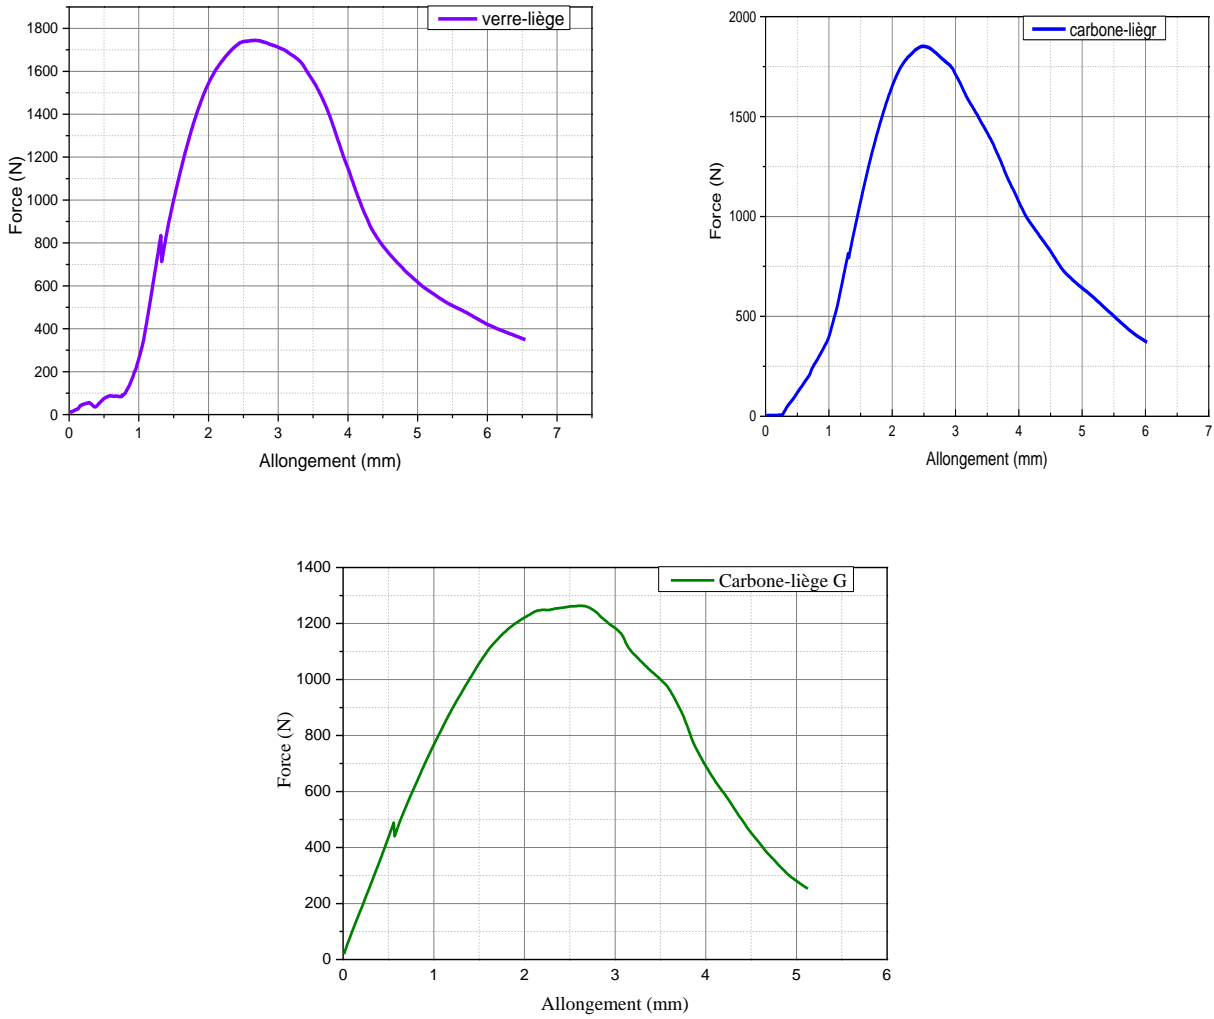 verre-liège
1800
1600
1400
1200
1000
800
600
400
200
0
Force (N)
0 1 2 3 4 5 6 7
Allongement (mm)
carbone-liègr
2000
1500
1000
500
0
Force (N)
0 1 2 3 4 5 6 7
Allongement (mm)
Carbone-liège G
1400
1200
1000
800
600
400
200
0
Force (N)
0 1 2 3 4 5 6
Allongement (mm)